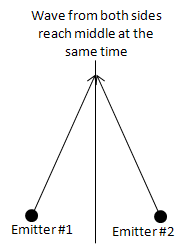 Wave from both sides
reach middle at the
same time
Emitter #1
Emitter #2